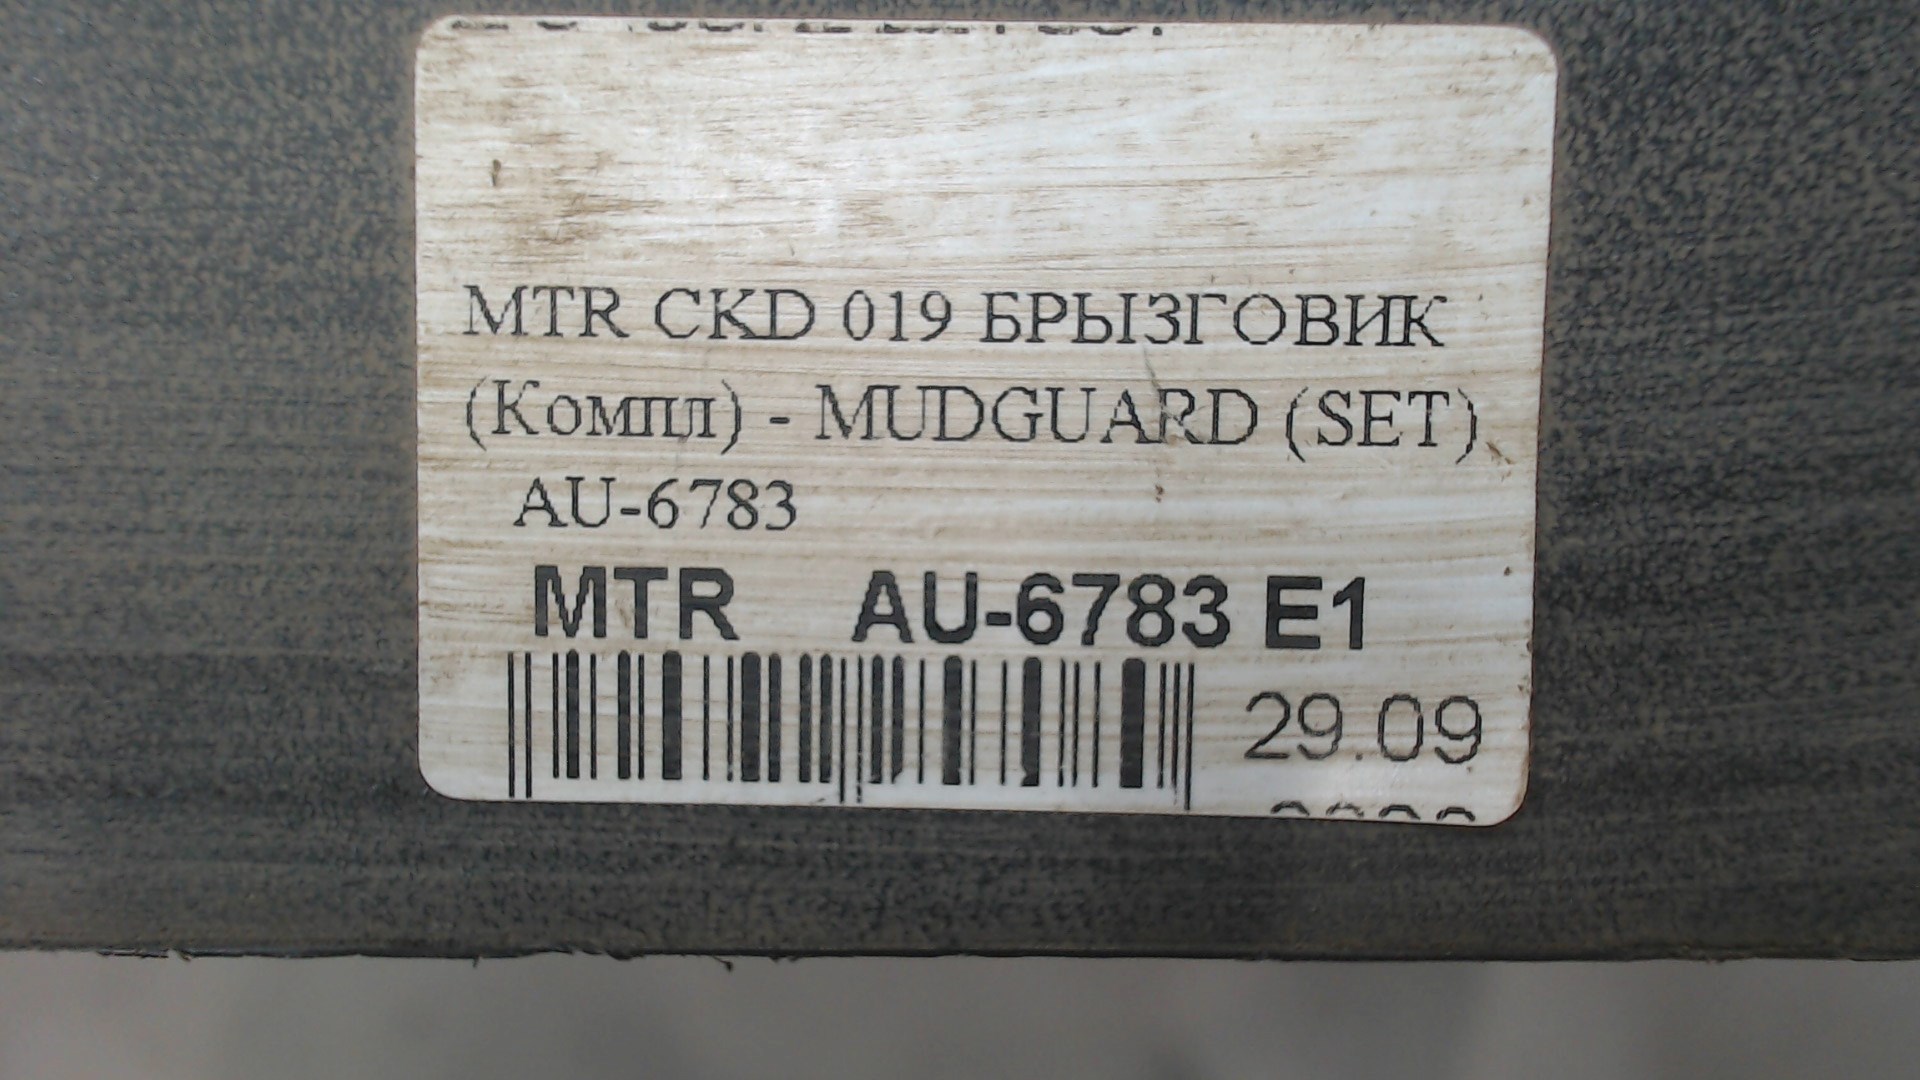 MTR CKD 019 БРЫЗГОВИК
(Компл) - MUDGUARD (SET)
AU-6783
MTR AU-6783 E1
29.09